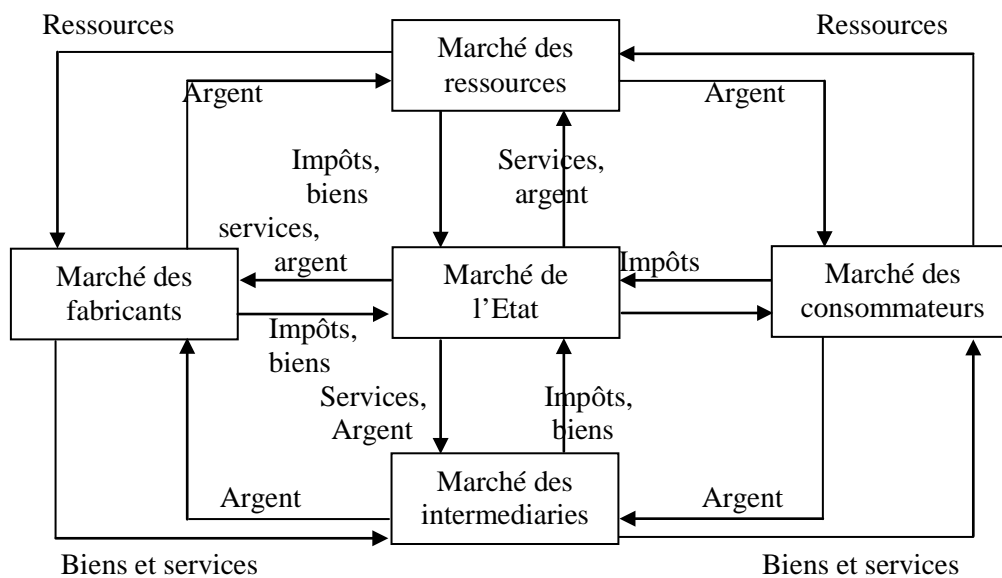 Ressources
Ressources
Marché des
ressources
Argent
Argent
Impôts,
biens
Services,
argent
services,
argent
Marché des
fabricants
Marché de
l’Etat
Impôts
Marché des
consommateurs
Impôts,
biens
Services,
Argent
Impôts,
biens
Marché des
intermediaries
Argent
Argent
Biens et services
Biens et services